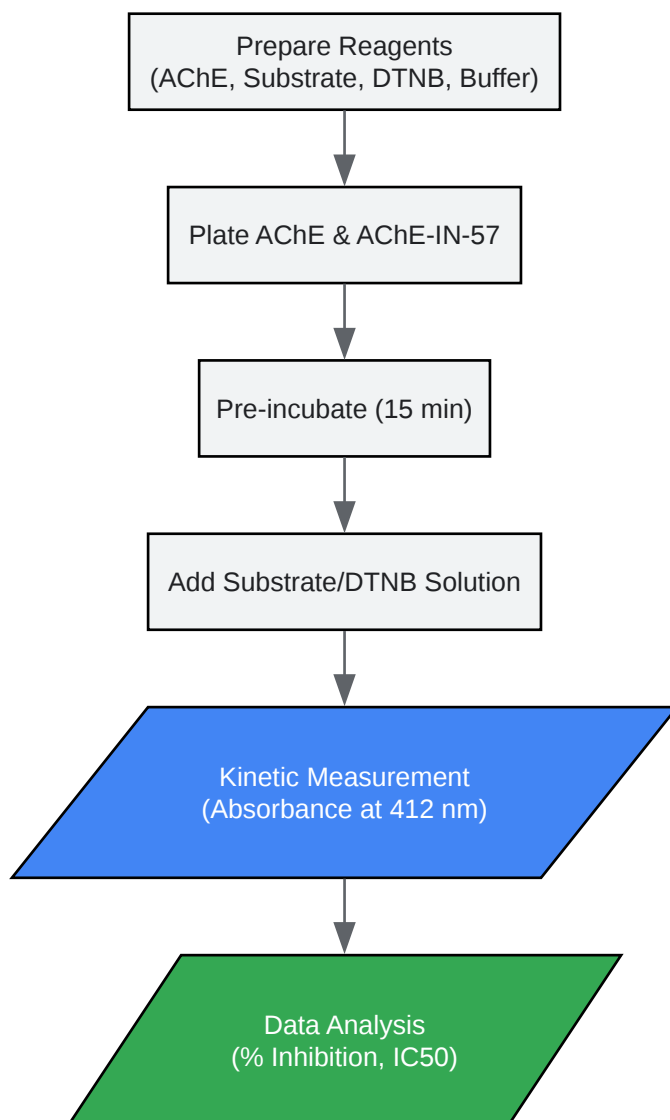 Prepare Reagents
(AChE, Substrate, DTNB, Buffer)
Plate AChE & AChE-IN-57
Pre-incubate (15 min)
Add Substrate/DTNB Solution
Kinetic Measurement
(Absorbance at 412 nm)
Data Analysis
(% Inhibition, IC50)